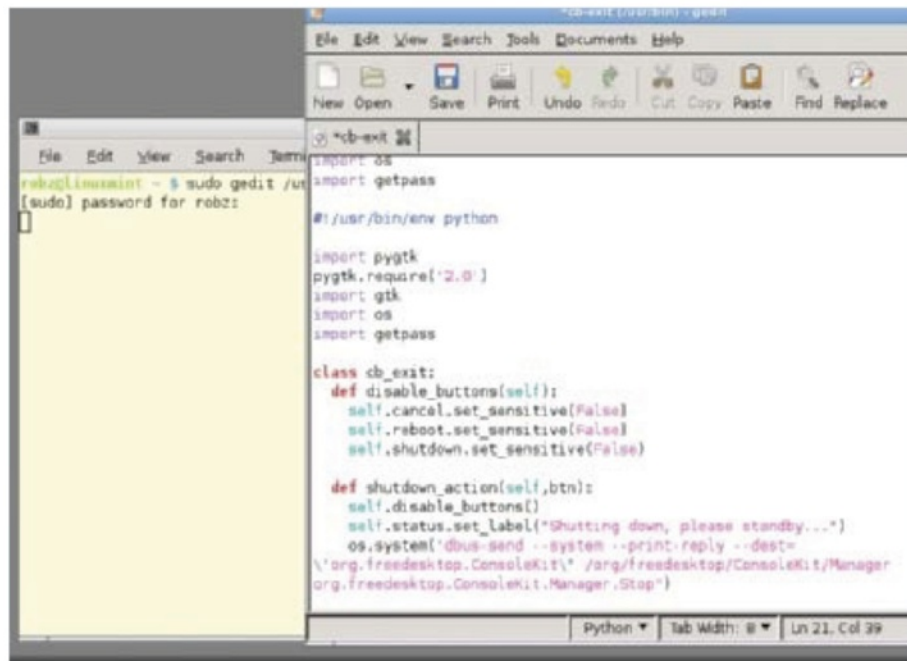 *cb-exit (/usr/bin) - gedit
File Edit View Search Tools Documents Help
New Open Save Print Undo Redo Cut Copy Paste Find Replace
*cb-exit
File Edit View Search Termi
robz@linuxmint ~ $ sudo gedit /us
[sudo] password for robz:
import os
import getpass
#!/usr/bin/env python
import pygtk
pygtk.require('2.0')
import gtk
import os
import getpass
class cb_exit:
def disable_buttons(self):
self.cancel.set_sensitive(False)
self.reboot.set_sensitive(False)
self.shutdown.set_sensitive(False)
def shutdown_action(self,btn):
self.disable_buttons()
self.status.set_label("Shutting down, please standby...")
os.system('dbus-send --system --print-reply --dest=
\'org.freedesktop.ConsoleKit\" /org/freedesktop/ConsoleKit/Manager
org.freedesktop.ConsoleKit.Manager.Stop")
Python Tab Width: 8 Ln 21, Col 39